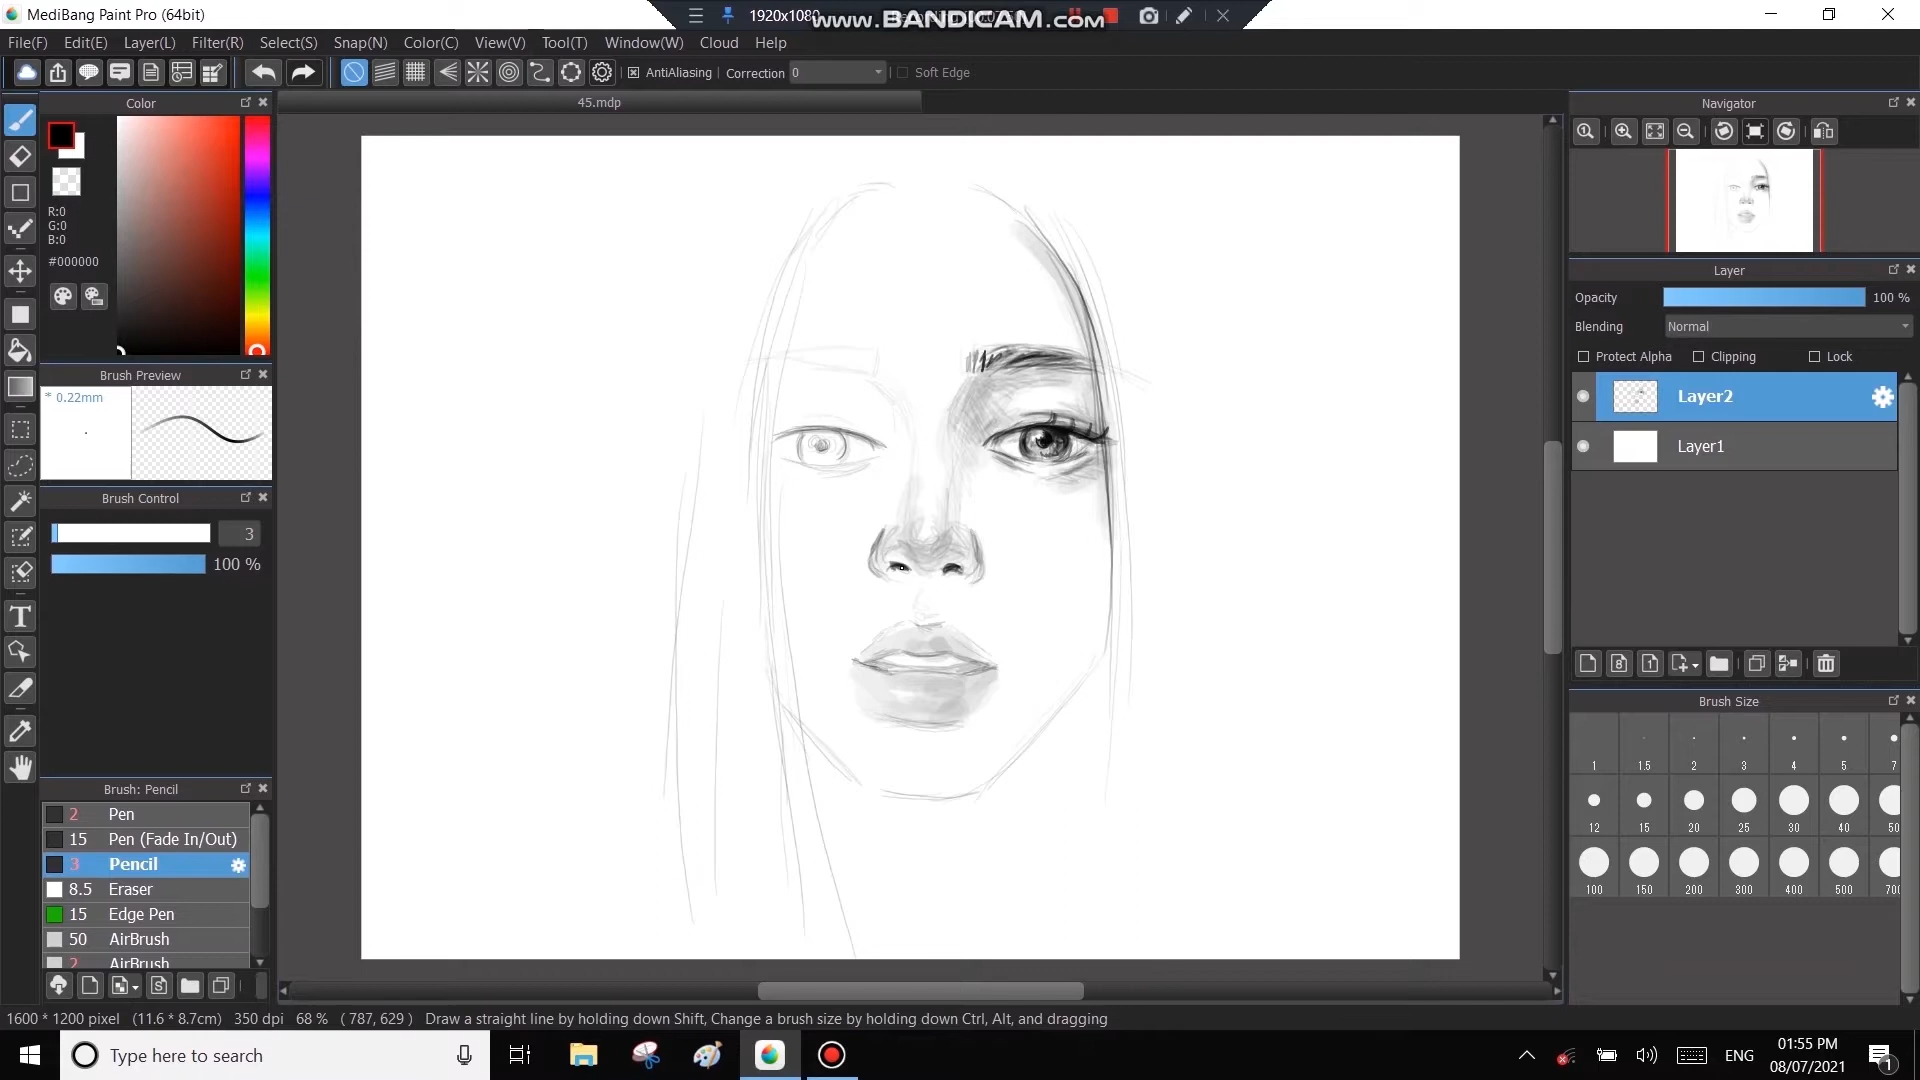 MediBang Paint Pro (64bit)
1920x1080
www.BANDICAM.com
File(F) Edit(E) Layer(L) Filter(R) Select(S) Snap(N) Color(C) View(V) Tool(T) Window(W) Cloud Help
AntiAliasing Correction 0 Soft Edge
Color
45.mdp
Navigator
R:0
G:0
B:0
#000000
Layer
Opacity 100 %
Blending Normal
Protect Alpha Clipping Lock
Brush Preview
* 0.22mm
Layer2
Layer1
Brush Control
3
100 %
Brush Size
1 1.5 2 3 4 5 7
12 15 20 25 30 40 50
100 150 200 300 400 500 700
Brush: Pencil
2 Pen
15 Pen (Fade In/Out)
3 Pencil
8.5 Eraser
15 Edge Pen
50 AirBrush
2 AirBrush
1600 * 1200 pixel (11.6 * 8.7cm) 350 dpi 68 % ( 787, 629 ) Draw a straight line by holding down Shift, Change a brush size by holding down Ctrl, Alt, and dragging
Type here to search
ENG
01:55 PM
08/07/2021
1